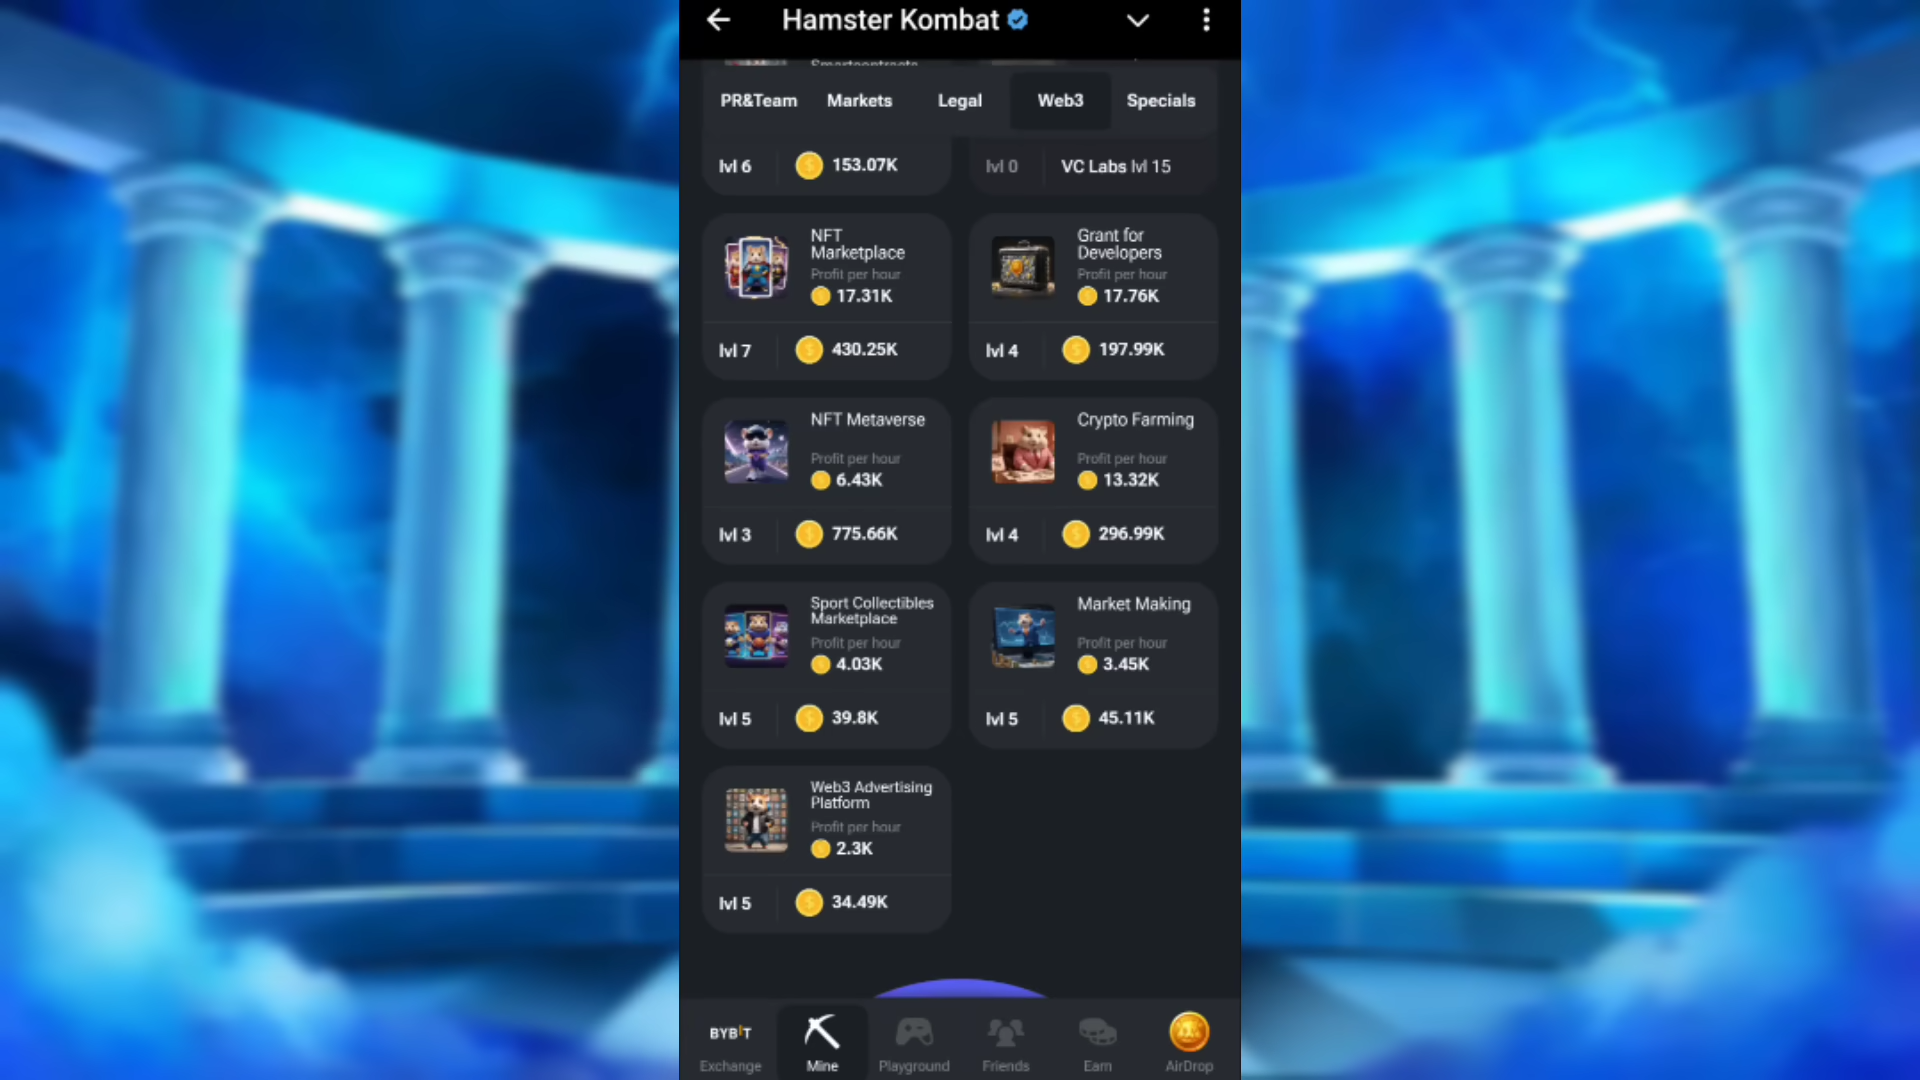 Hamster Kombat
Smartcontracts
PR&Team Markets Legal Web3 Specials
lvl 6 153.07K
lvl 0 VC Labs lvl 15
NFT
Marketplace
Profit per hour
17.31K
lvl 7 430.25K
Grant for
Developers
Profit per hour
17.76K
lvl 4 197.99K
NFT Metaverse
Profit per hour
6.43K
lvl 3 775.66K
Crypto Farming
Profit per hour
13.32K
lvl 4 296.99K
Sport Collectibles
Marketplace
Profit per hour
4.03K
lvl 5 39.8K
Market Making
Profit per hour
3.45K
lvl 5 45.11K
Web3 Advertising
Platform
Profit per hour
2.3K
lvl 5 34.49K
BYBIT
Exchange Mine Playground Friends Earn AirDrop